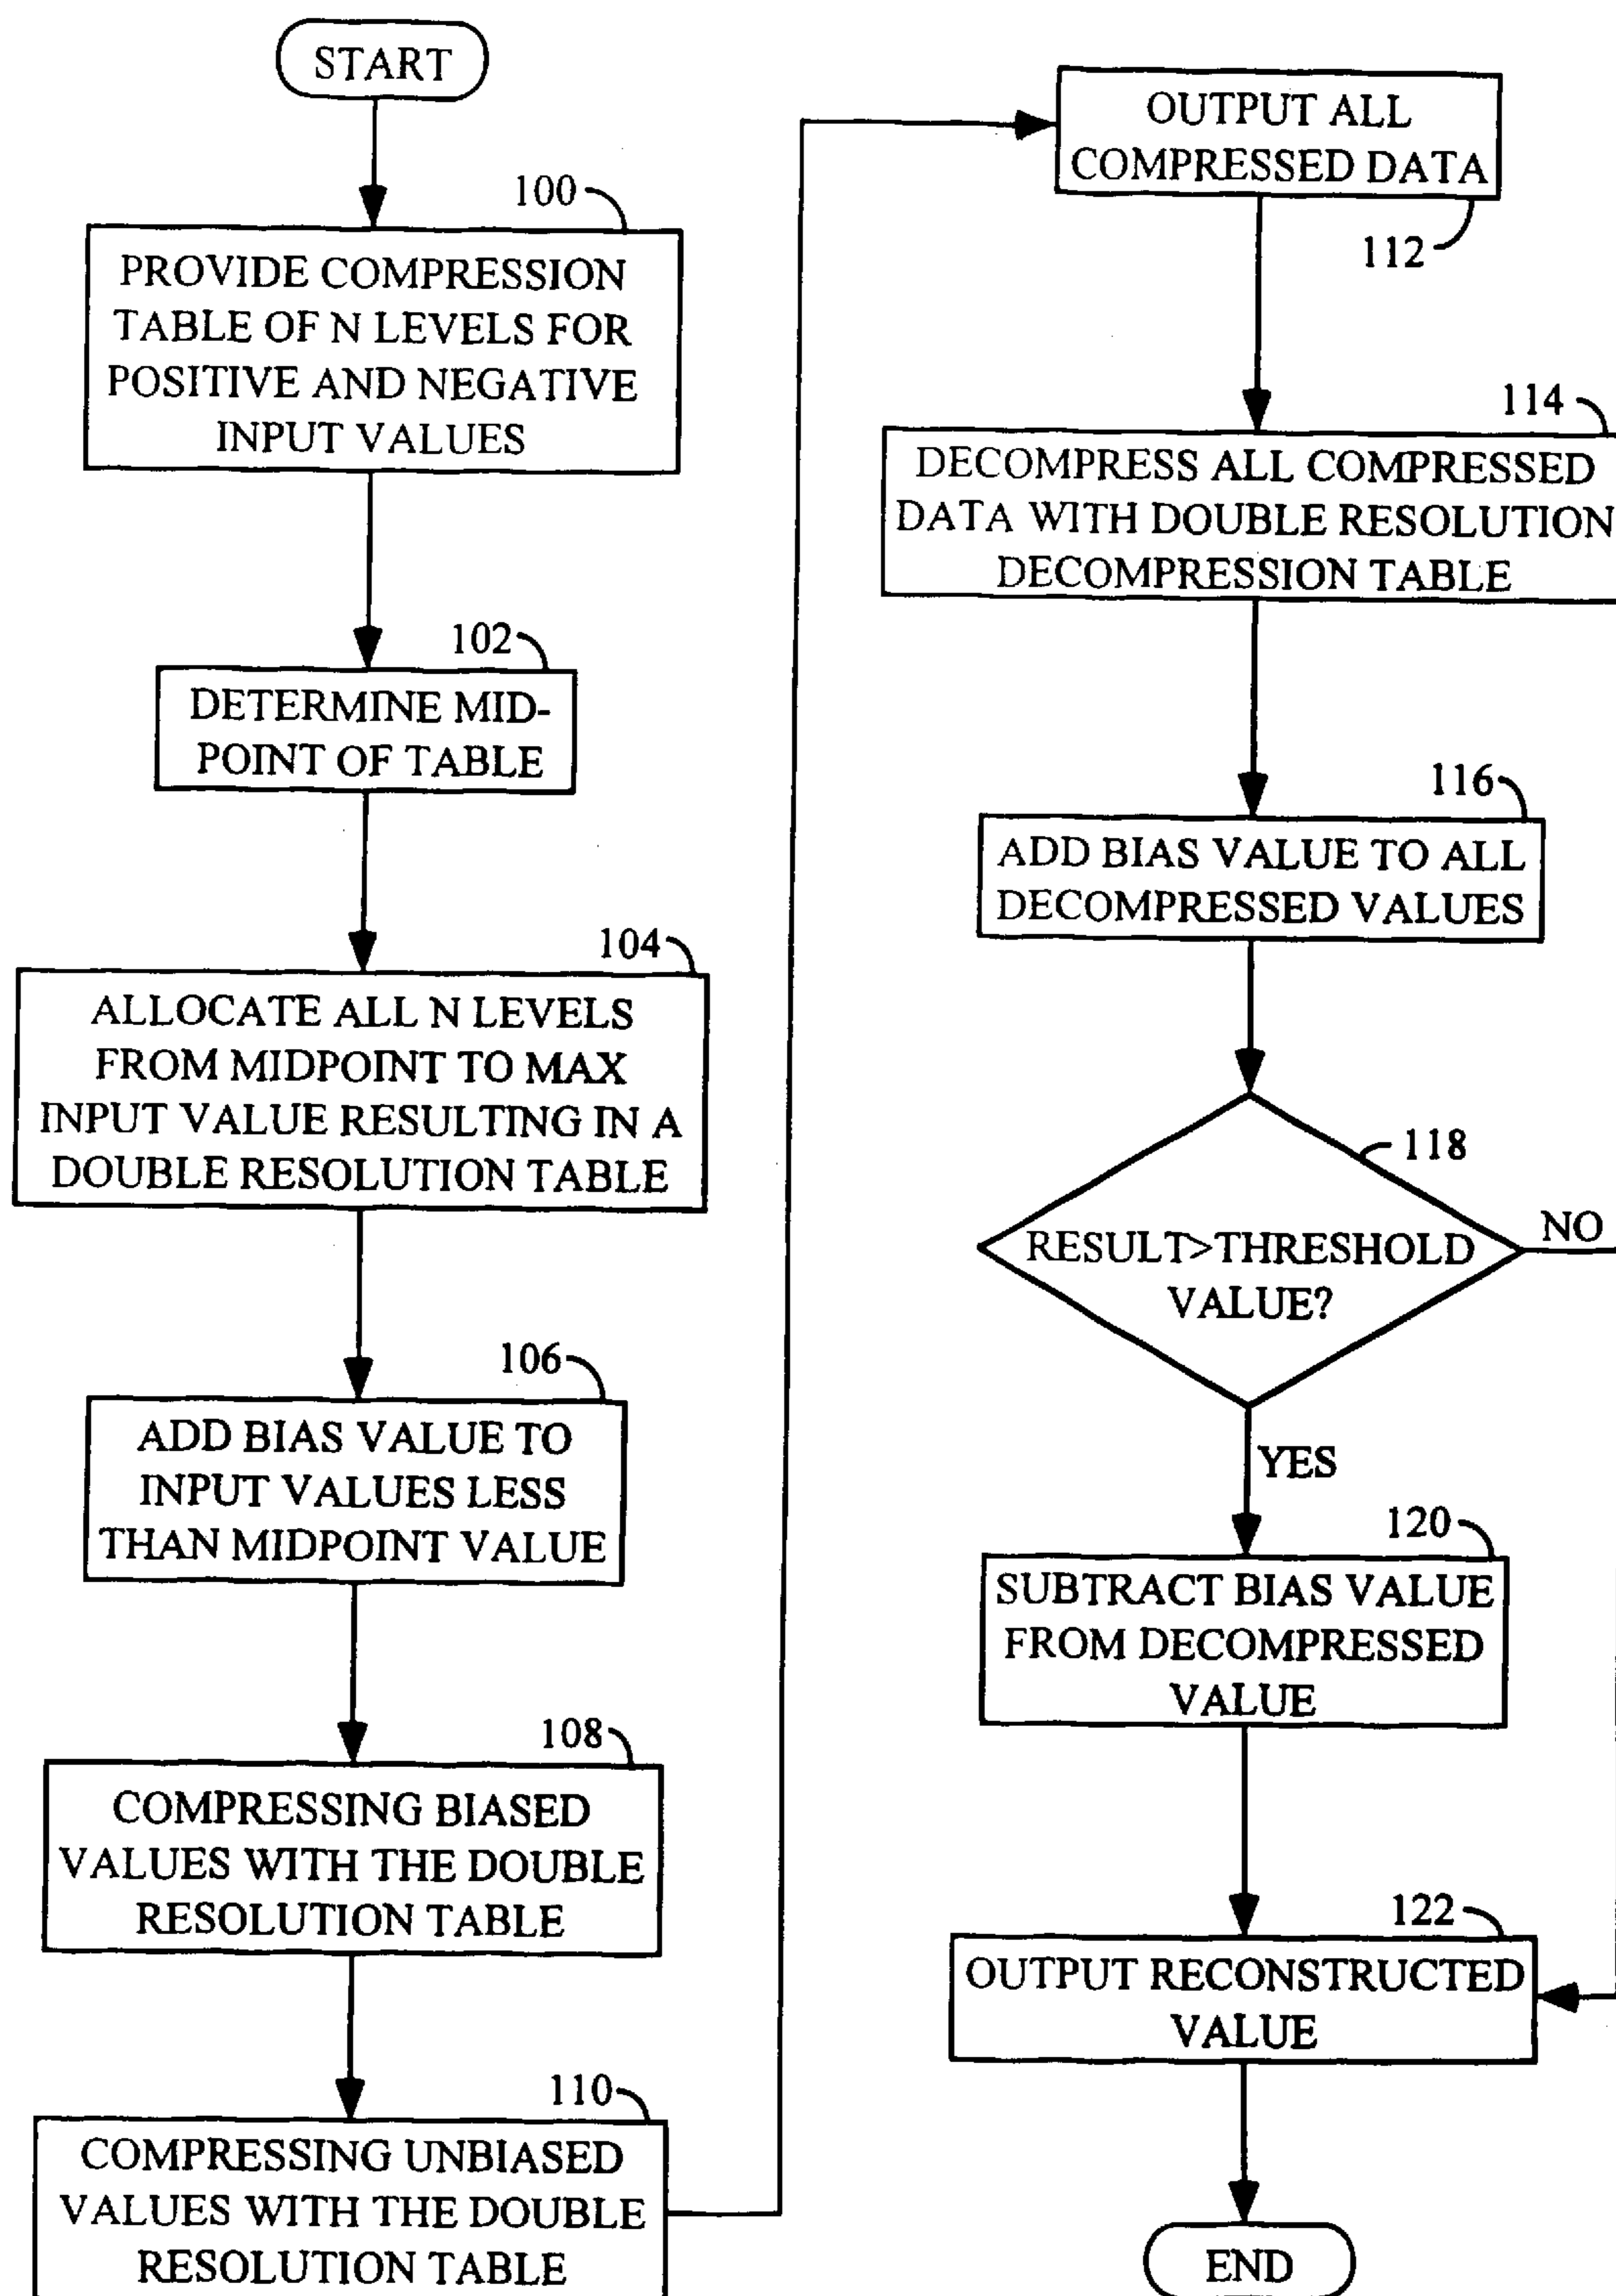 START
100
PROVIDE COMPRESSION
TABLE OF N LEVELS FOR
POSITIVE AND NEGATIVE
INPUT VALUES
102
DETERMINE MID-
POINT OF TABLE
104
ALLOCATE ALL N LEVELS
FROM MIDPOINT TO MAX
INPUT VALUE RESULTING IN A
DOUBLE RESOLUTION TABLE
106
ADD BIAS VALUE TO
INPUT VALUES LESS
THAN MIDPOINT VALUE
108
COMPRESSING BIASED
VALUES WITH THE DOUBLE
RESOLUTION TABLE
110
COMPRESSING UNBIASED
VALUES WITH THE DOUBLE
RESOLUTION TABLE
OUTPUT ALL
COMPRESSED DATA
112
114
DECOMPRESS ALL COMPRESSED
DATA WITH DOUBLE RESOLUTION
DECOMPRESSION TABLE
116
ADD BIAS VALUE TO ALL
DECOMPRESSED VALUES
118
RESULT>THRESHOLD
VALUE?
NO
YES
120
SUBTRACT BIAS VALUE
FROM DECOMPRESSED
VALUE
122
OUTPUT RECONSTRUCTED
VALUE
END